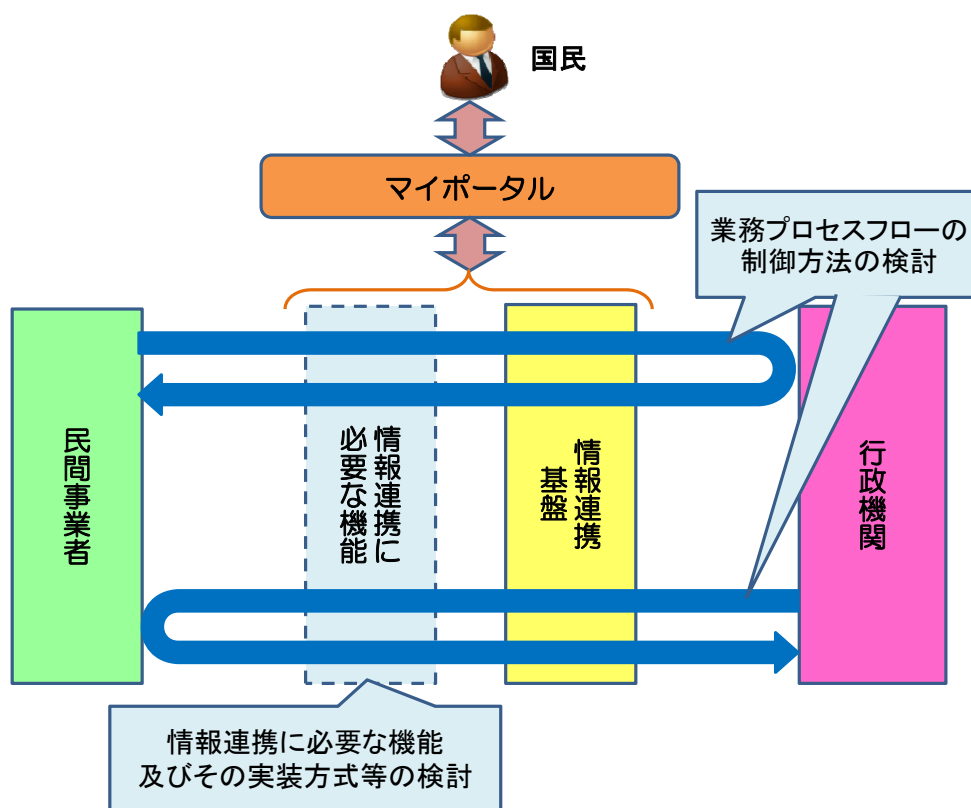 国民
マイポータル
業務プロセスフローの
制御方法の検討
民間事業者
情報連携に
必要な機能
情報連携
基盤
行政機関
情報連携に必要な機能
及びその実装方式等の検討